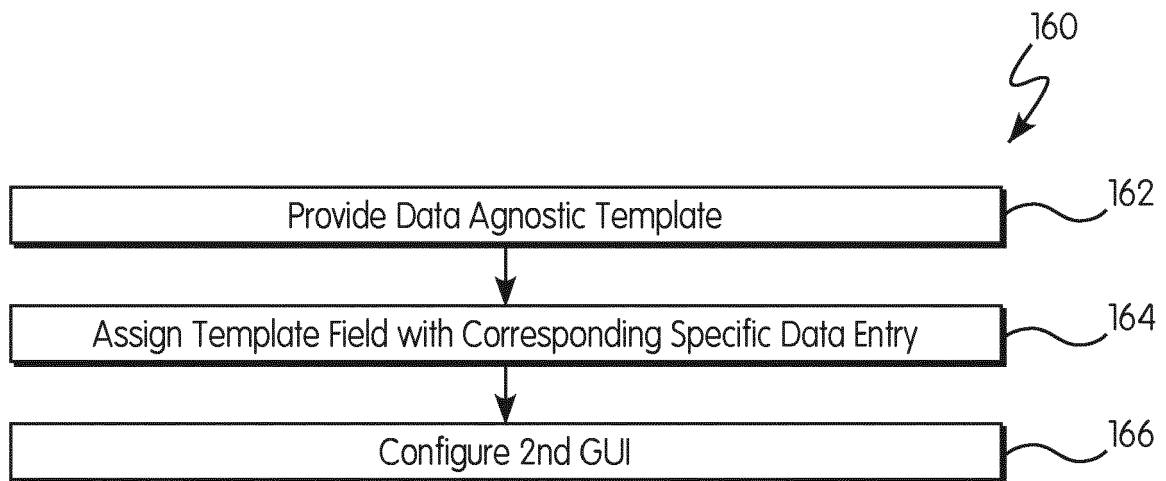 160
Provide Data Agnostic Template
162
Assign Template Field with Corresponding Specific Data Entry
164
Configure 2nd GUI
166